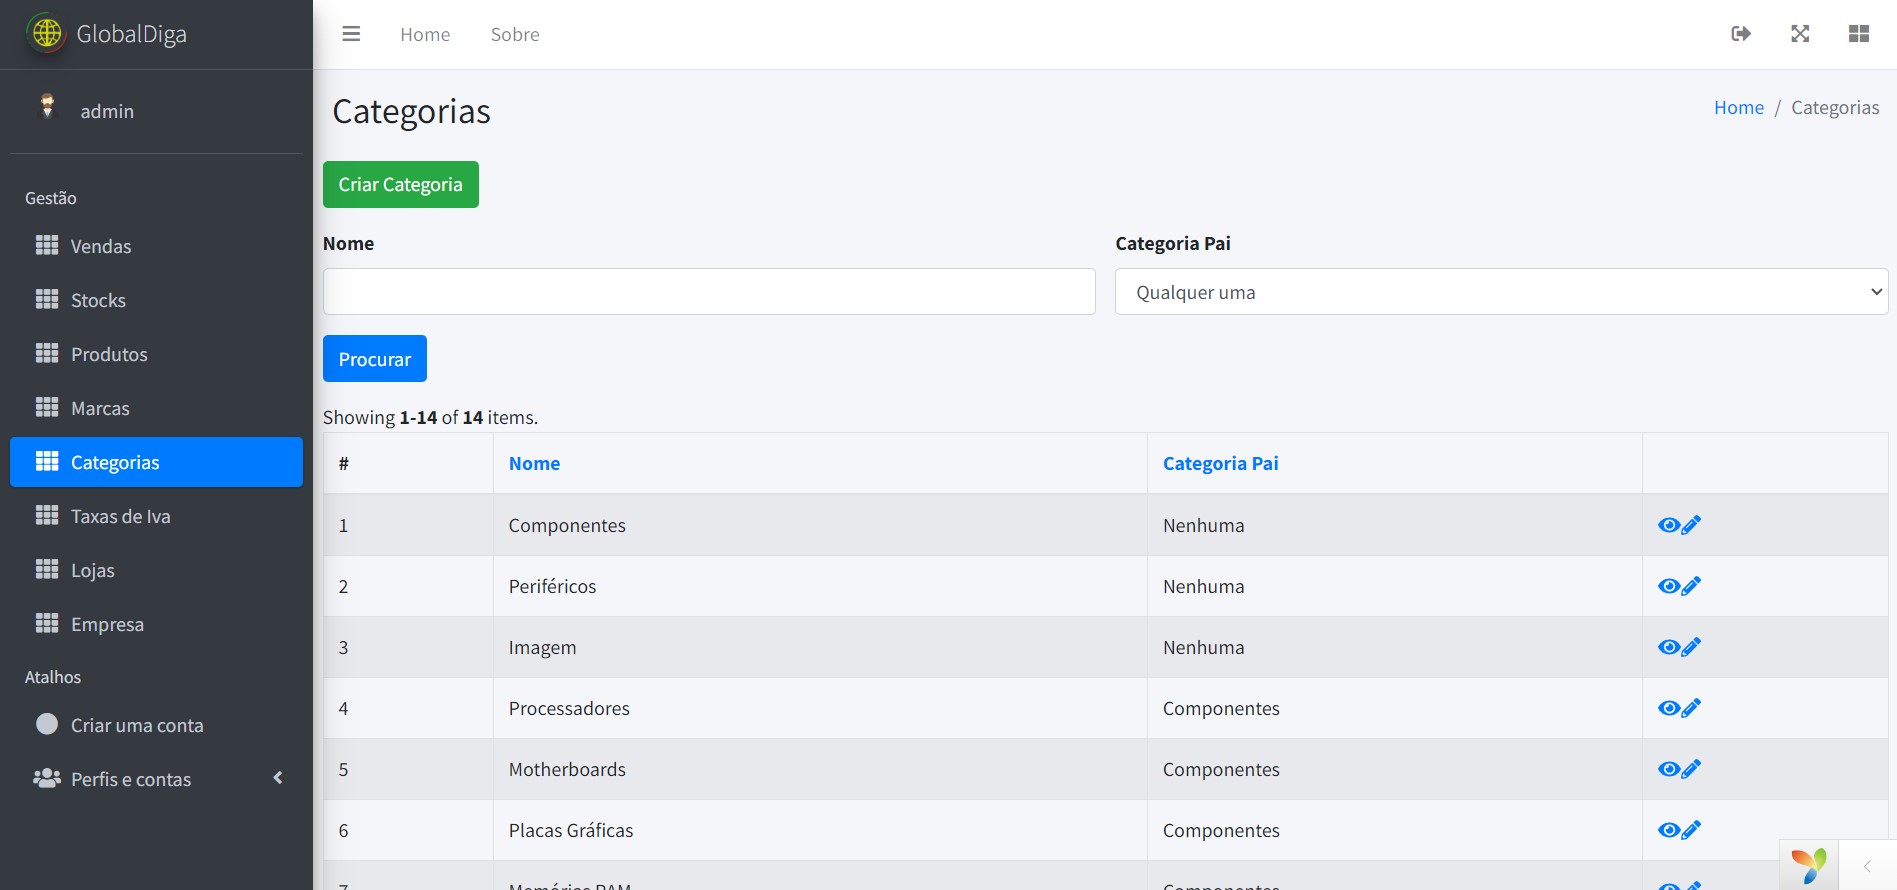 GlobalDiga
Home
Sobre
admin
Categorias
Home / Categorias
Criar Categoria
Gestão
Vendas
Stocks
Produtos
Marcas
Categorias
Taxas de Iva
Lojas
Empresa
Atalhos
Criar uma conta
Perfis e contas
Nome
Categoria Pai
Qualquer uma
Procurar
Showing 1-14 of 14 items.
# Nome Categoria Pai
1 Componentes Nenhuma
2 Periféricos Nenhuma
3 Imagem Nenhuma
4 Processadores Componentes
5 Motherboards Componentes
6 Placas Gráficas Componentes
7 Memórias RAM Componentes